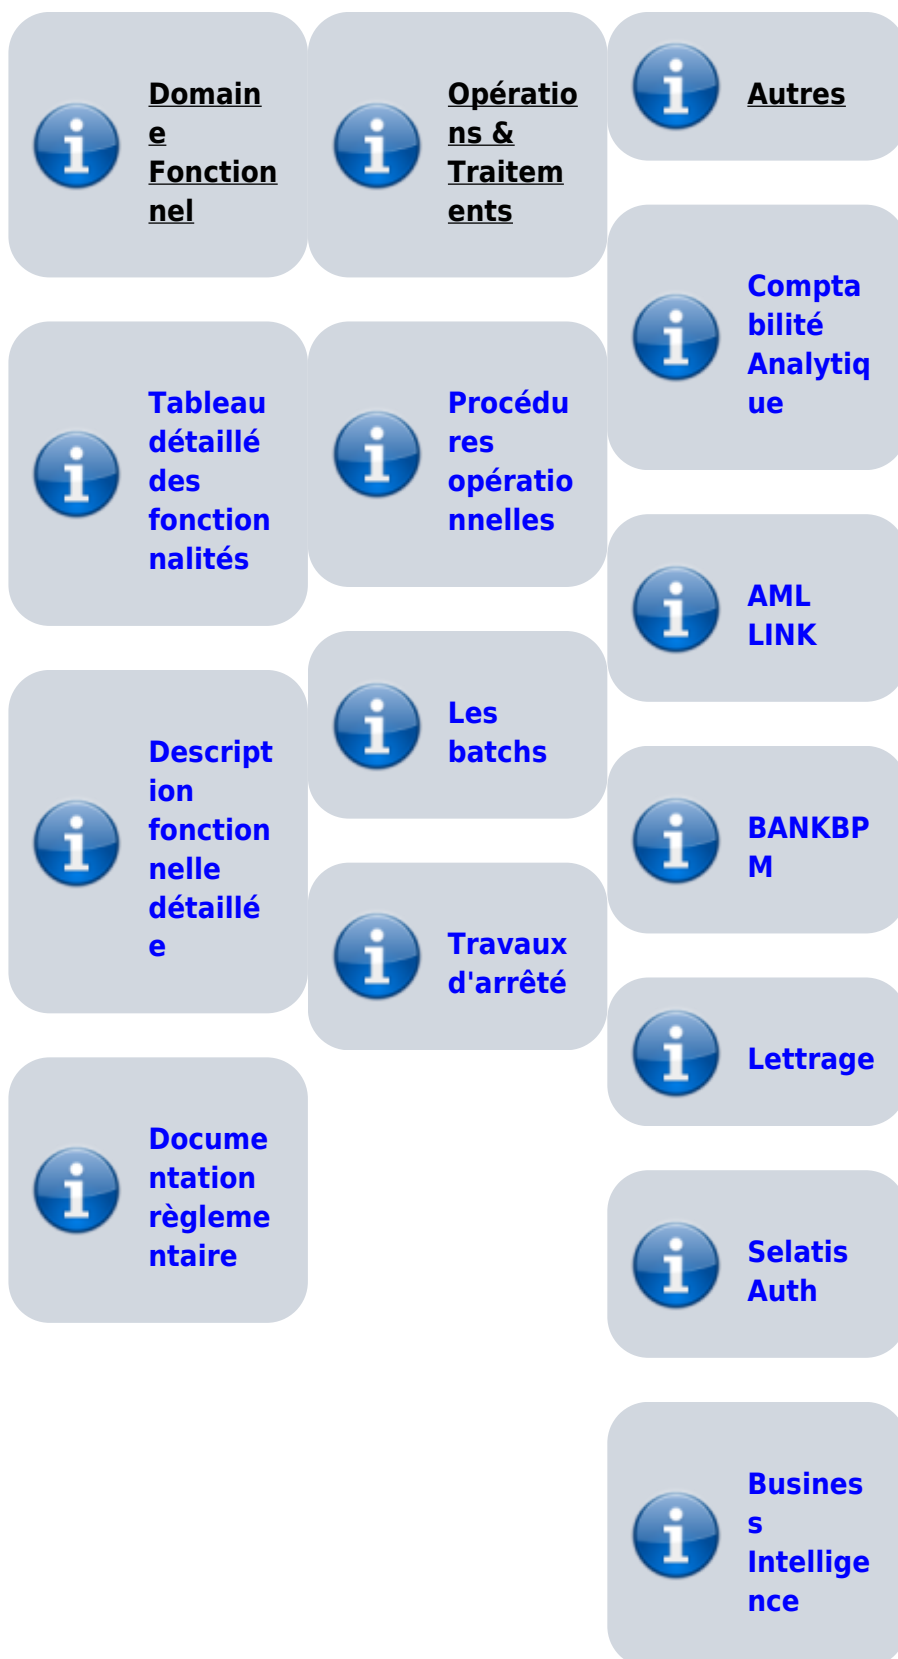 Domain
e
Fonction
nel
Tableau
détaillé
des
fonction
nalités
Descript
ion
fonction
nelle
détaillé
e
Docume
ntation
règleme
ntaire
Opératio
ns &
Traitem
ents
Procédu
res
opératio
nnelles
Les
batchs
Travaux
d'arrêté
Autres
Compta
bilité
Analytiq
ue
AML
LINK
BANKBP
M
Lettrage
Selatis
Auth
Busines
s
Intellige
nce